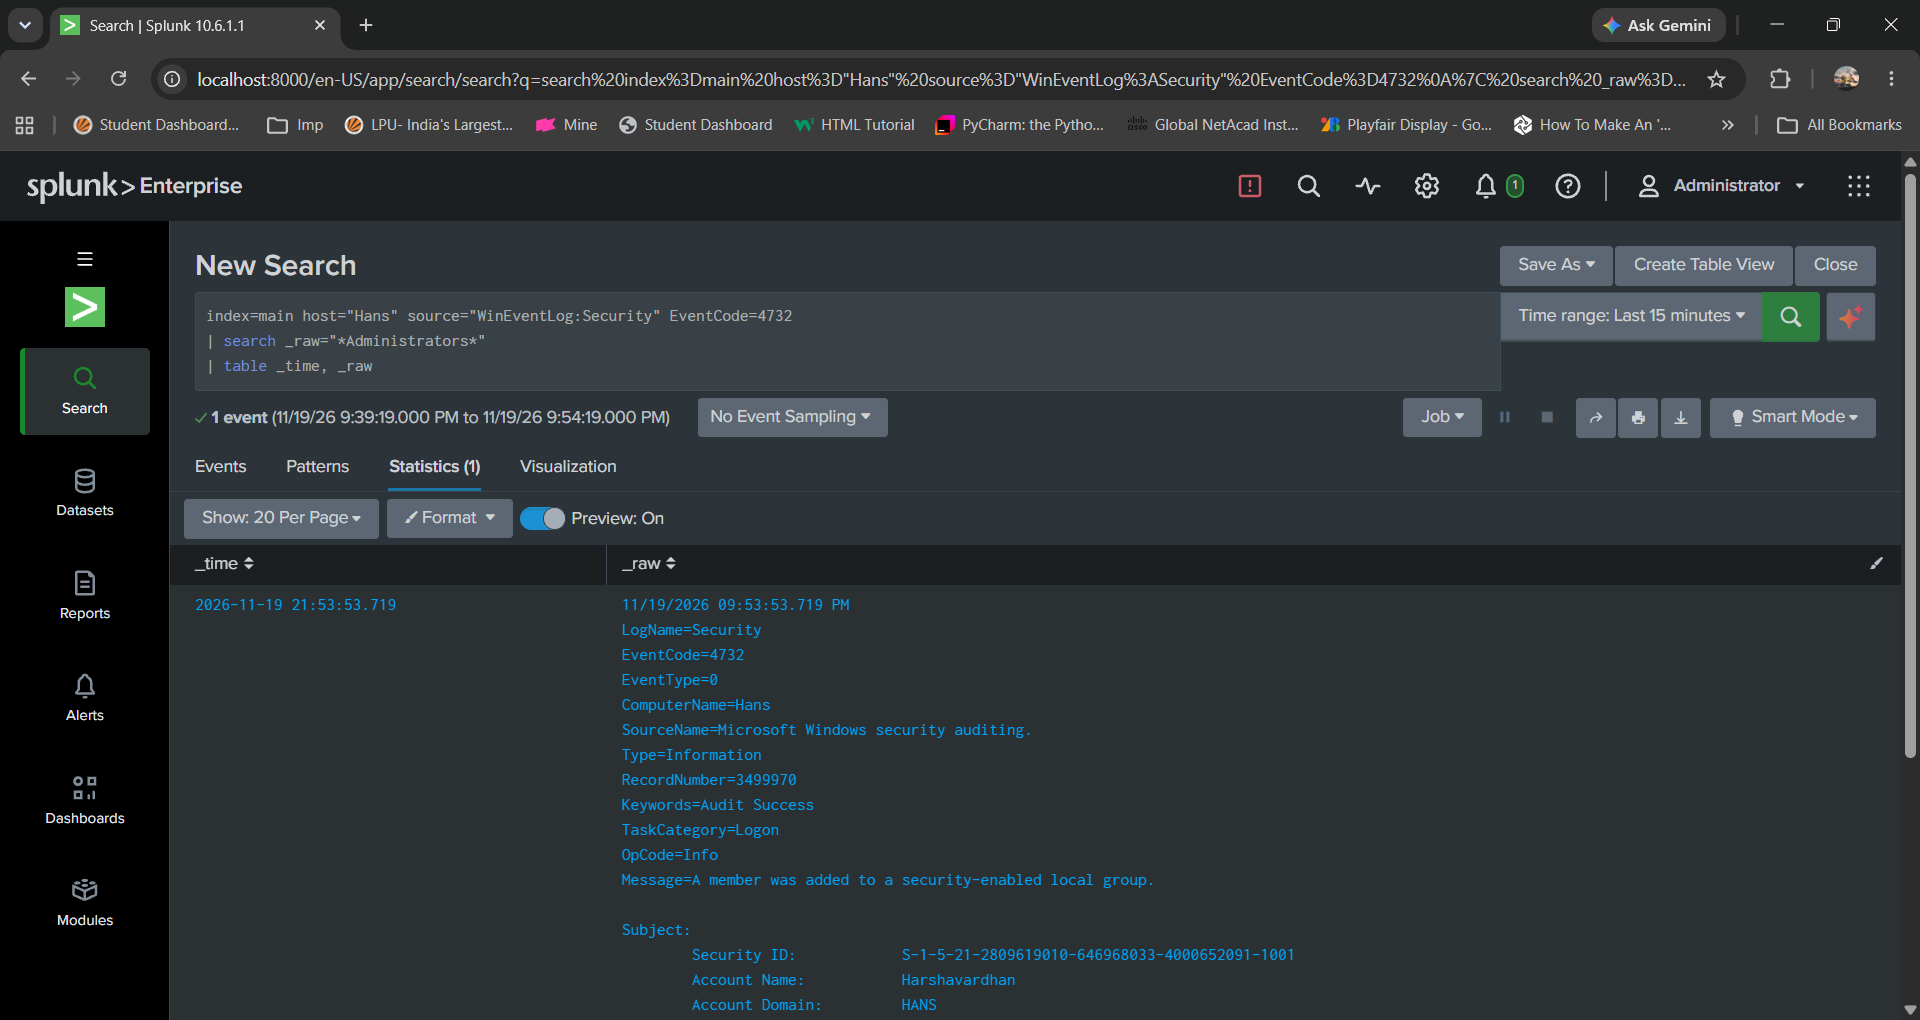 Search | Splunk 10.6.1.1
Ask Gemini
localhost:8000/en-US/app/search/search?q=search%20index%3Dmain%20host%3D"Hans"%20source%3D"WinEventLog%3ASecurity"%20EventCode%3D4732%0A%7C%20search%20_raw%3D...
Student Dashboard...
Imp
LPU- India's Largest...
Mine
Student Dashboard
HTML Tutorial
PyCharm: the Pytho...
Global NetAcad Inst...
Playfair Display - Go...
How To Make An '...
All Bookmarks
splunk>Enterprise
1
Administrator
New Search
Save As
Create Table View
Close
index=main host="Hans" source="WinEventLog:Security" EventCode=4732
| search _raw="*Administrators*"
| table _time, _raw
Time range: Last 15 minutes
1 event (11/19/26 9:39:19.000 PM to 11/19/26 9:54:19.000 PM)
No Event Sampling
Job
Smart Mode
Search
Datasets
Reports
Alerts
Dashboards
Modules
Events
Patterns
Statistics (1)
Visualization
Show: 20 Per Page
Format
Preview: On
_time
_raw
2026-11-19 21:53:53.719
11/19/2026 09:53:53.719 PM
LogName=Security
EventCode=4732
EventType=0
ComputerName=Hans
SourceName=Microsoft Windows security auditing.
Type=Information
RecordNumber=3499970
Keywords=Audit Success
TaskCategory=Logon
OpCode=Info
Message=A member was added to a security-enabled local group.
Subject:
Security ID: S-1-5-21-2809619010-646968033-4000652091-1001
Account Name: Harshavardhan
Account Domain: HANS